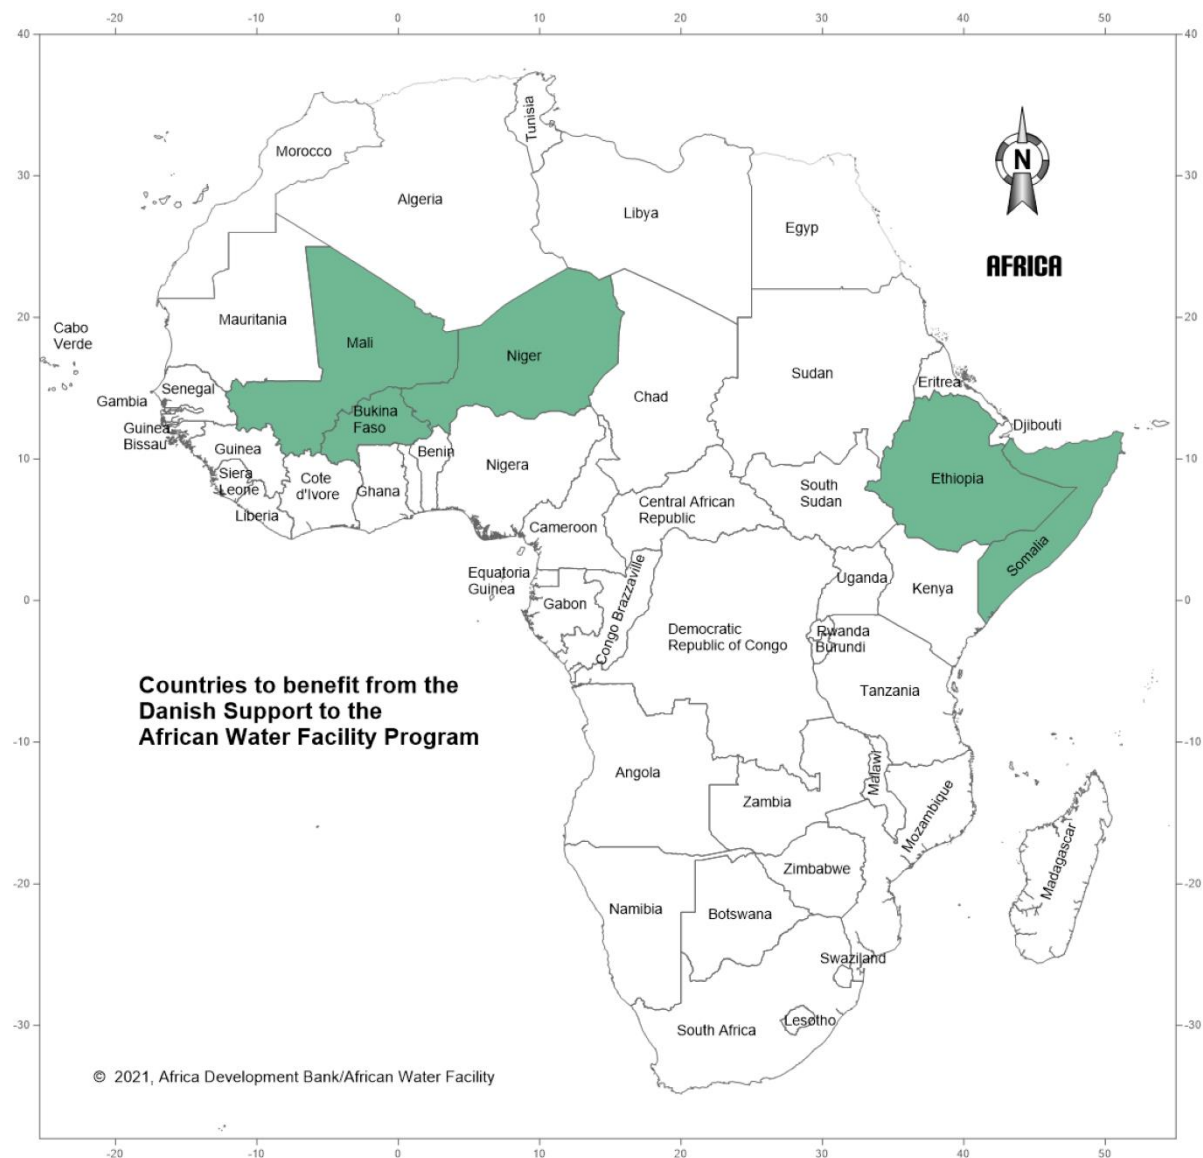 -20
-10
0
10
20
30
40
50
40
40
Tunisia
Morocco
N
30
30
Algeria
Libya
Egyp
AFRICA
20
20
Mauritania
Cabo
Verde
Mali
Niger
Sudan
Eritrea
Senegal
Chad
Gambia
Bukina
Faso
Djibouti
Guinea
Bissau
Guinea
Benin
10
10
Nigera
Siera
Leone
Cote
d'Ivore
Ghana
South
Sudan
Ethiopia
Central African
Republic
Liberia
Cameroon
Somalia
Equatoria
Guinea
Uganda
Kenya
Gabon
Congo Brazzaville
0
0
Democratic
Republic of Congo
Rwanda
Burundi
Countries to benefit from the
Danish Support to the
African Water Facility Program
Tanzania
-10
-10
Angola
Malawi
Zambia
Mozambique
Madagascar
Zimbabwe
-20
-20
Namibia
Botswana
Swaziland
Lesotho
South Africa
-30
-30
© 2021, Africa Development Bank/African Water Facility
-20
-10
0
10
20
30
40
50